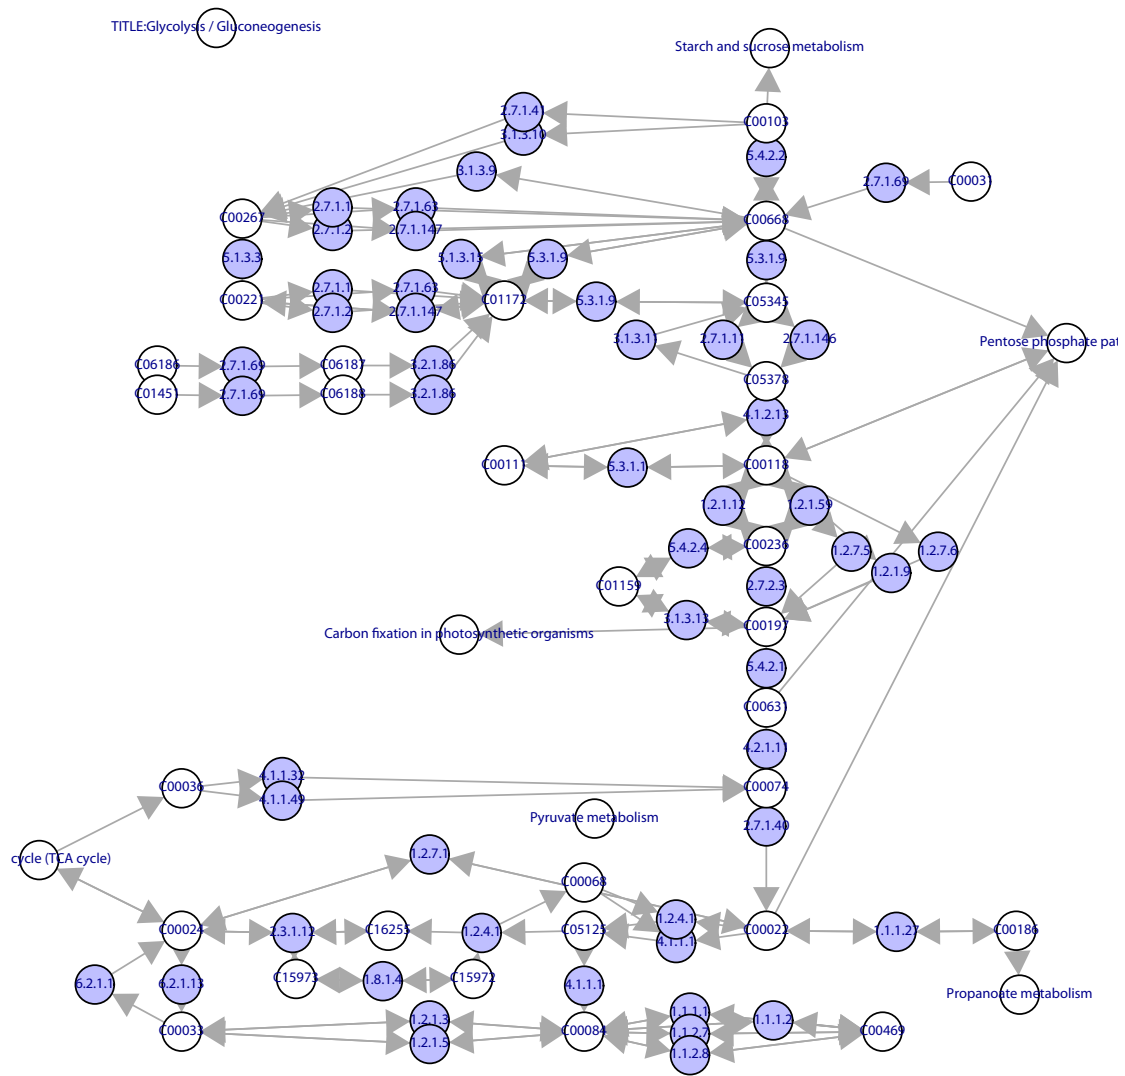 TITLE:Glycolysis / Gluconeogenesis
Starch and sucrose metabolism
2.7.1.41
C00103
3.1.3.10
5.4.2.2
3.1.3.9
2.7.1.69
C00031
C00267
2.7.1.1
2.7.1.63
C00668
2.7.1.2
2.7.1.147
5.1.3.3
5.1.3.15
5.3.1.9
5.3.1.9
C00221
2.7.1.1
2.7.1.63
C01172
5.3.1.9
C05345
2.7.1.2
2.7.1.147
3.1.3.11
2.7.1.11
2.7.1.146
Pentose phosphate pat
C06186
2.7.1.69
C06187
3.2.1.86
C05378
C01451
2.7.1.69
C06188
3.2.1.86
4.1.2.13
C00111
5.3.1.1
C00118
1.2.1.12
1.2.1.59
5.4.2.4
C00236
1.2.7.5
1.2.7.6
1.2.1.9
C01159
2.7.2.3
3.1.3.13
C00197
Carbon fixation in photosynthetic organisms
5.4.2.1
C00631
4.2.1.11
4.1.1.32
C00036
C00074
4.1.1.49
Pyruvate metabolism
2.7.1.40
cycle (TCA cycle)
1.2.7.1
C00068
C00024
2.3.1.12
C16255
1.2.4.1
C05125
1.2.4.1
C00022
1.1.1.27
C00186
4.1.1.1
6.2.1.1
6.2.1.13
C15973
1.8.1.4
C15972
4.1.1.1
Propanoate metabolism
C00033
1.2.1.3
C00084
1.1.1.1
1.1.1.2
C00469
1.2.1.5
1.1.2.7
1.1.2.8